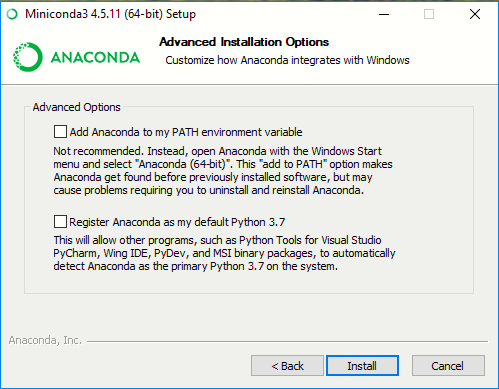 Miniconda3 4.5.11 (64-bit) Setup
ANACONDA
Advanced Installation Options
Customize how Anaconda integrates with Windows
Advanced Options
Add Anaconda to my PATH environment variable
Not recommended. Instead, open Anaconda with the Windows Start
menu and select "Anaconda (64-bit)". This "add to PATH" option makes
Anaconda get found before previously installed software, but may
cause problems requiring you to uninstall and reinstall Anaconda.
Register Anaconda as my default Python 3.7
This will allow other programs, such as Python Tools for Visual Studio
PyCharm, Wing IDE, PyDev, and MSI binary packages, to automatically
detect Anaconda as the primary Python 3.7 on the system.
Anaconda, Inc.
< Back
Install
Cancel